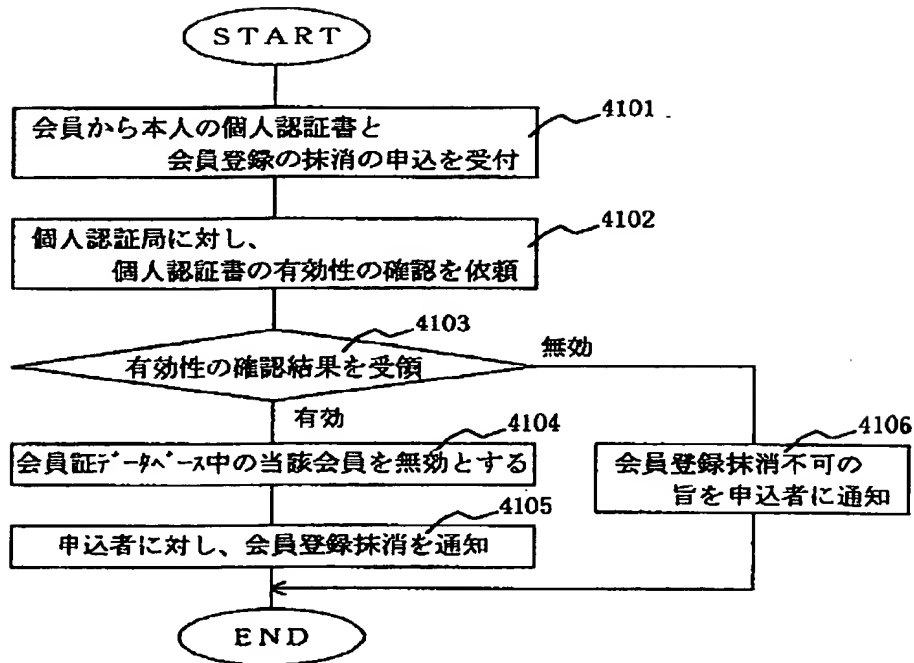 START
4101
会員から本人の個人認証書と
会員登録の抹消の申込を受付
4102
個人認証局に対し、
個人認証書の有効性の確認を依頼
4103
有効性の確認結果を受領
無効
有効
4104
会員証ﾃﾞｰﾀﾍﾞｰｽ中の当該会員を無効とする
4106
会員登録抹消不可の
旨を申込者に通知
4105
申込者に対し、会員登録抹消を通知
END